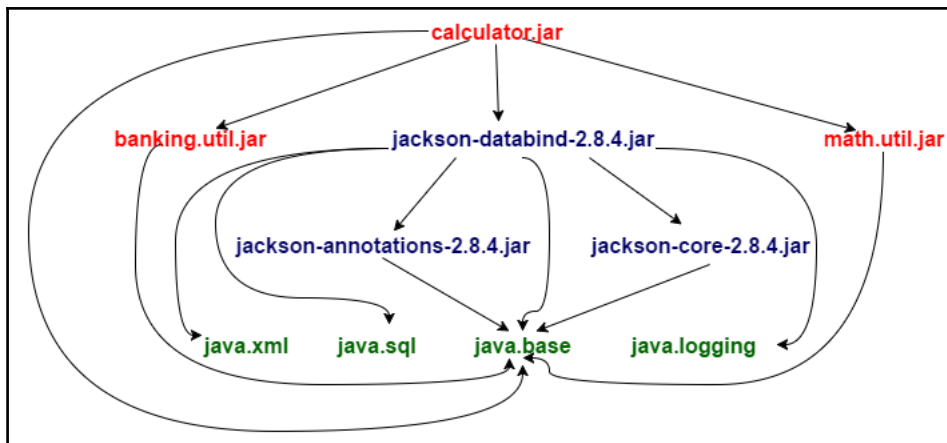 calculator.jar
banking.util.jar
jackson-databind-2.8.4.jar
math.util.jar
jackson-annotations-2.8.4.jar
jackson-core-2.8.4.jar
java.xml
java.sql
java.base
java.logging